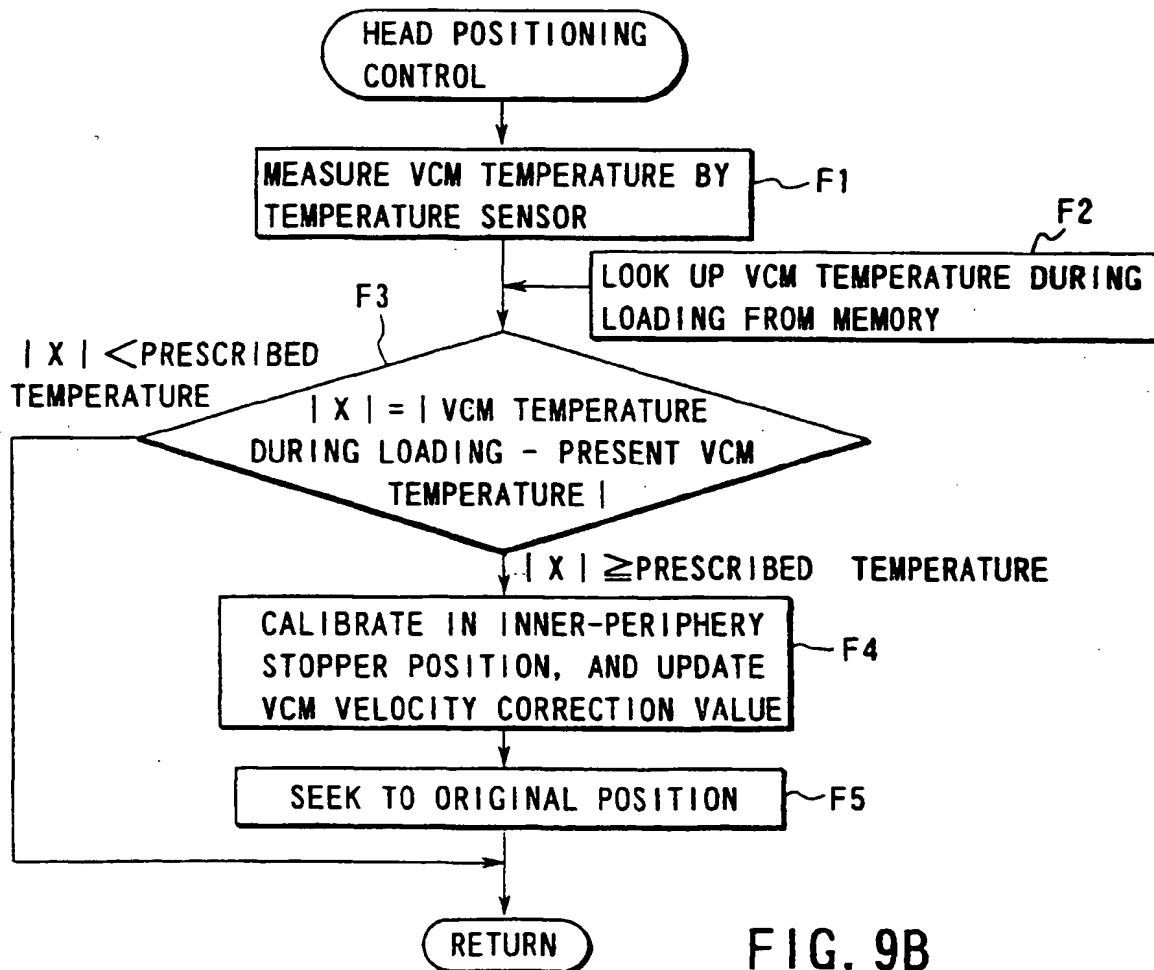 HEAD POSITIONING
CONTROL
MEASURE VCM TEMPERATURE BY
TEMPERATURE SENSOR
F1
F2
LOOK UP VCM TEMPERATURE DURING
LOADING FROM MEMORY
F3
| X | <PRESCRIBED
TEMPERATURE
| X | = | VCM TEMPERATURE
DURING LOADING - PRESENT VCM
TEMPERATURE |
| X | ≧PRESCRIBED TEMPERATURE
CALIBRATE IN INNER-PERIPHERY
STOPPER POSITION, AND UPDATE
VCM VELOCITY CORRECTION VALUE
F4
SEEK TO ORIGINAL POSITION
F5
RETURN
FIG. 9B